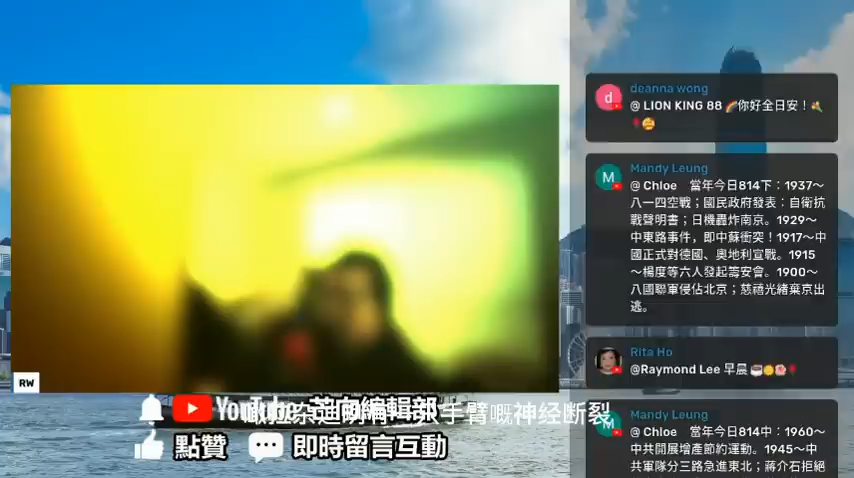 deanna wong
@ LION KING 88 🌈你好全日安！💐
🌹🥰
Mandy Leung
@ Chloe　當年今日814下：1937～
八一四空戰；國民政府發表：自衛抗
戰聲明書；日機轟炸南京。1929～
中東路事件，即中蘇衝突！1917～中
國正式對德國、奧地利宣戰。1915
～楊度等六人發起籌安會。1900～
八國聯軍侵佔北京；慈禧光緒棄京出
逃。
Rita Ho
@Raymond Lee 早晨
Mandy Leung
@ Chloe　當年今日814中：1960～
中共開展增產節約運動。1945～中
共軍隊分三路急進東北；蔣介石拒絕
RW
YouTube
手臂嘅神经断裂
點贊
即時留言互動